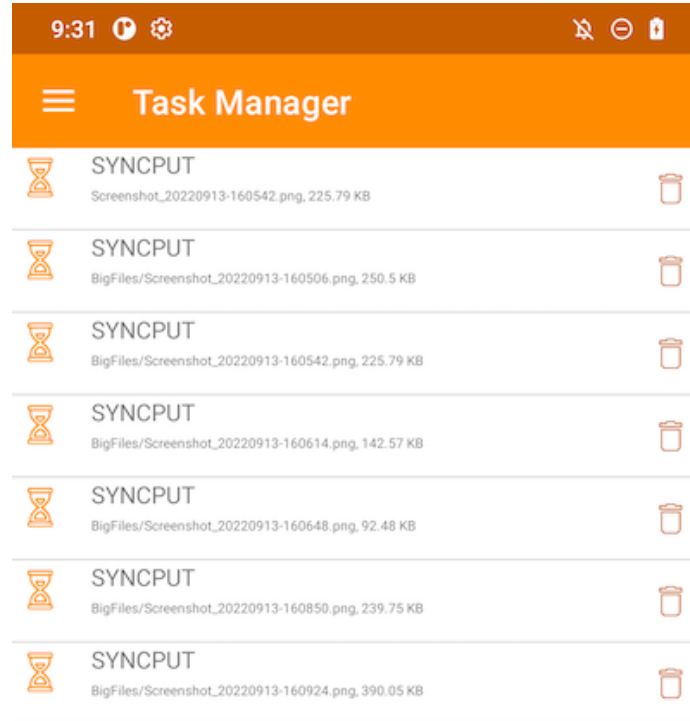 9:31
Task Manager
SYNCPUT
Screenshot_20220913-160542.png, 225.79 KB
SYNCPUT
BigFiles/Screenshot_20220913-160506.png, 250.5 KB
SYNCPUT
BigFiles/Screenshot_20220913-160542.png, 225.79 KB
SYNCPUT
BigFiles/Screenshot_20220913-160614.png, 142.57 KB
SYNCPUT
BigFiles/Screenshot_20220913-160648.png, 92.48 KB
SYNCPUT
BigFiles/Screenshot_20220913-160850.png, 239.75 KB
SYNCPUT
BigFiles/Screenshot_20220913-160924.png, 390.05 KB